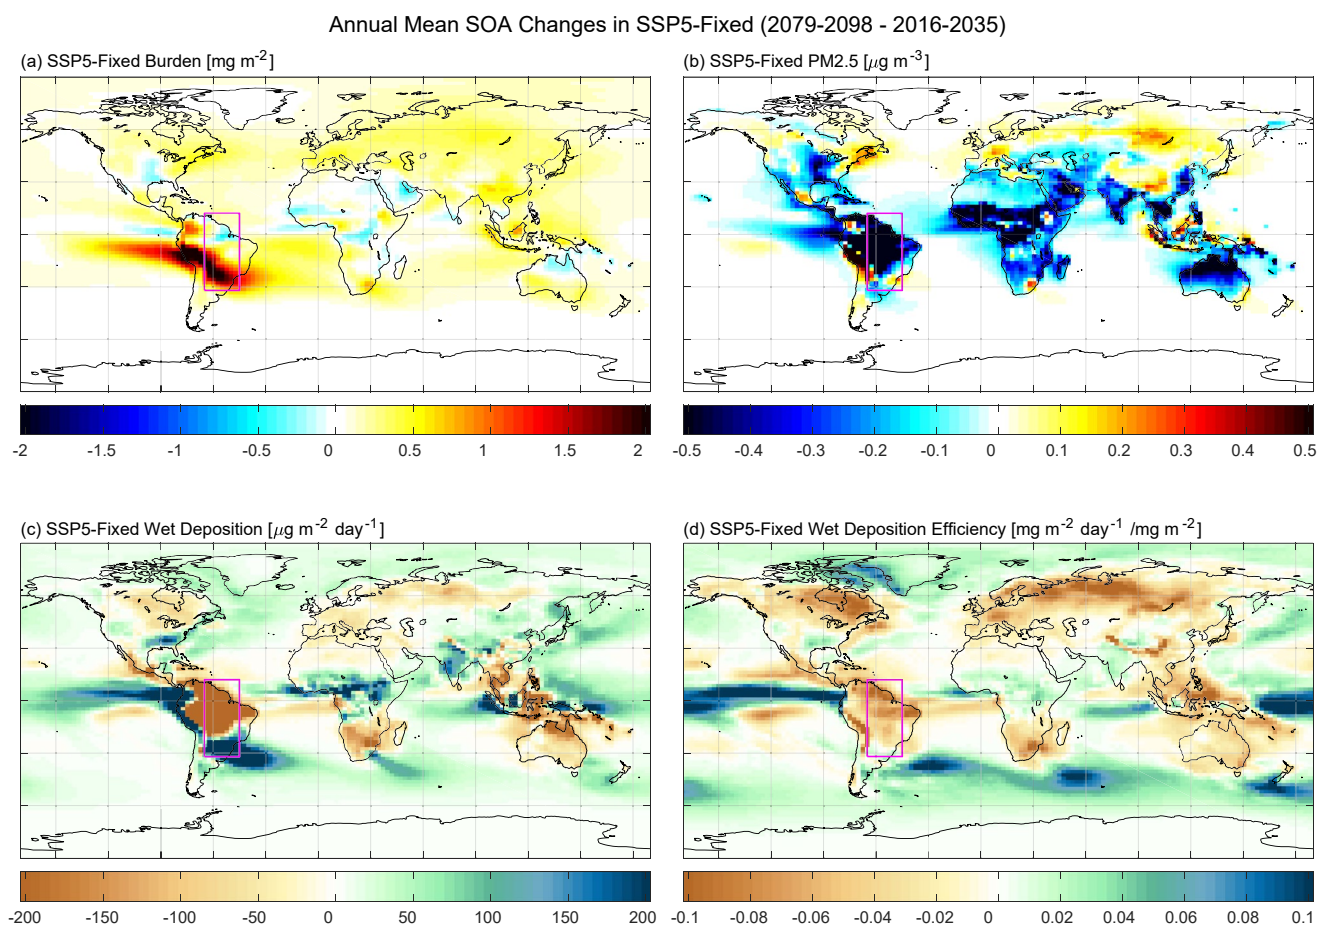 Annual Mean SOA Changes in SSP5-Fixed (2079-2098 - 2016-2035)
(a) SSP5-Fixed Burden [mg m-2]
(b) SSP5-Fixed PM2.5 [μg m-3]
-2 -1.5 -1 -0.5 0 0.5 1 1.5 2
-0.5 -0.4 -0.3 -0.2 -0.1 0 0.1 0.2 0.3 0.4 0.5
(c) SSP5-Fixed Wet Deposition [μg m-2 day-1]
(d) SSP5-Fixed Wet Deposition Efficiency [mg m-2 day-1 /mg m-2]
-200 -150 -100 -50 0 50 100 150 200
-0.1 -0.08 -0.06 -0.04 -0.02 0 0.02 0.04 0.06 0.08 0.1